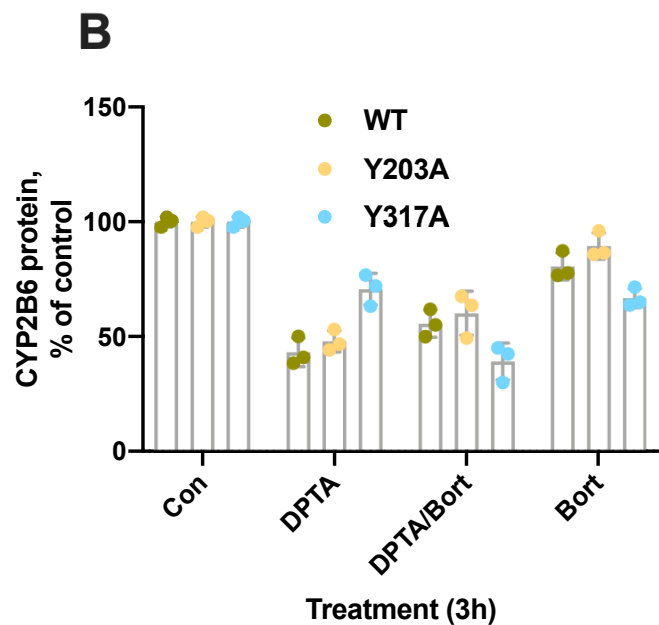 B
CYP2B6 protein,
% of control
150
100
50
0
WT
Y203A
Y317A
Con
DPTA
DPTA/Bort
Bort
Treatment (3h)